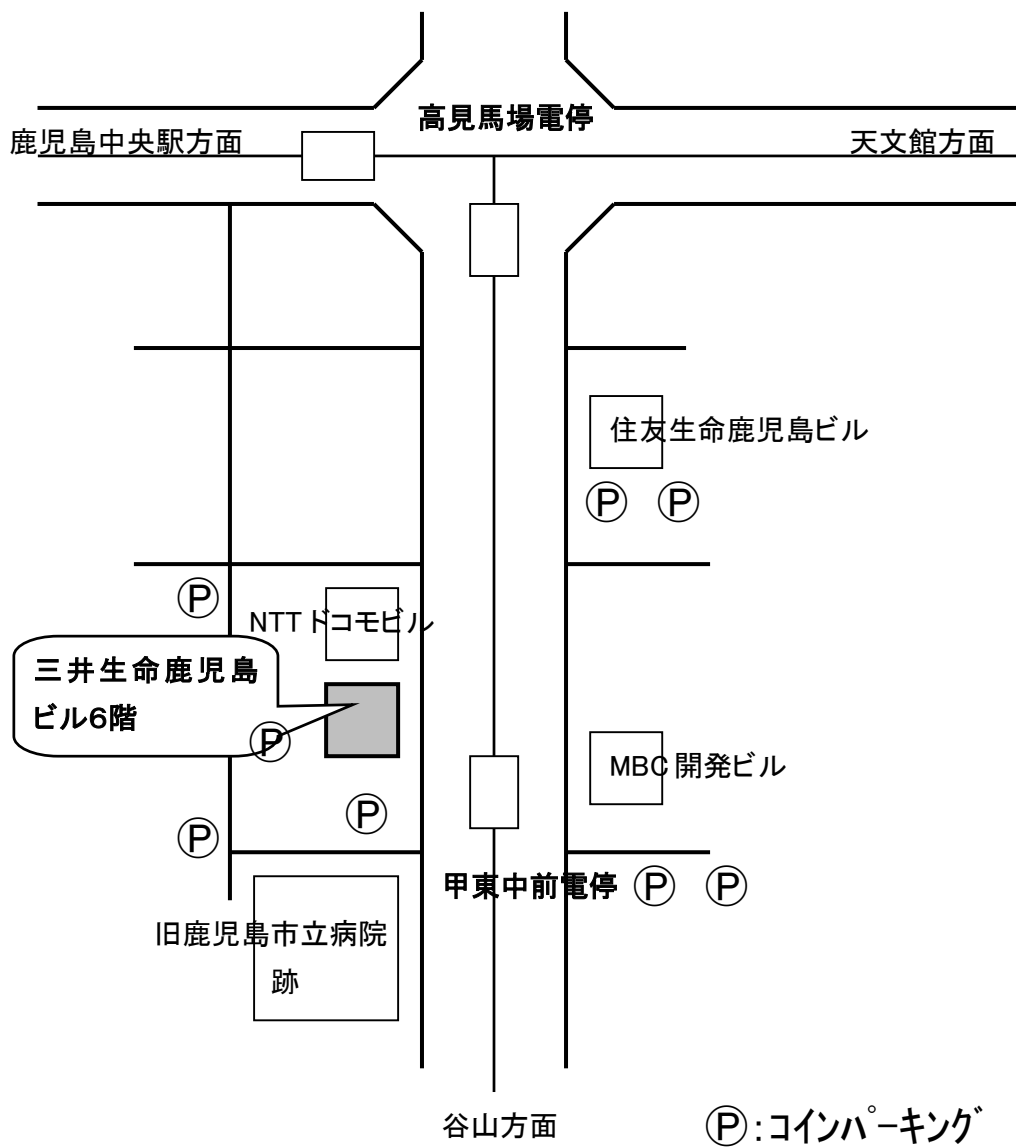 高見馬場電停
鹿児島中央駅方面
天文館方面
住友生命鹿児島ビル
Ⓟ Ⓟ
Ⓟ
NTTドコモビル
三井生命鹿児島
ビル6階
Ⓟ
MBC開発ビル
Ⓟ
Ⓟ
甲東中前電停 Ⓟ Ⓟ
旧鹿児島市立病院
跡
谷山方面
Ⓟ:コインパーキング